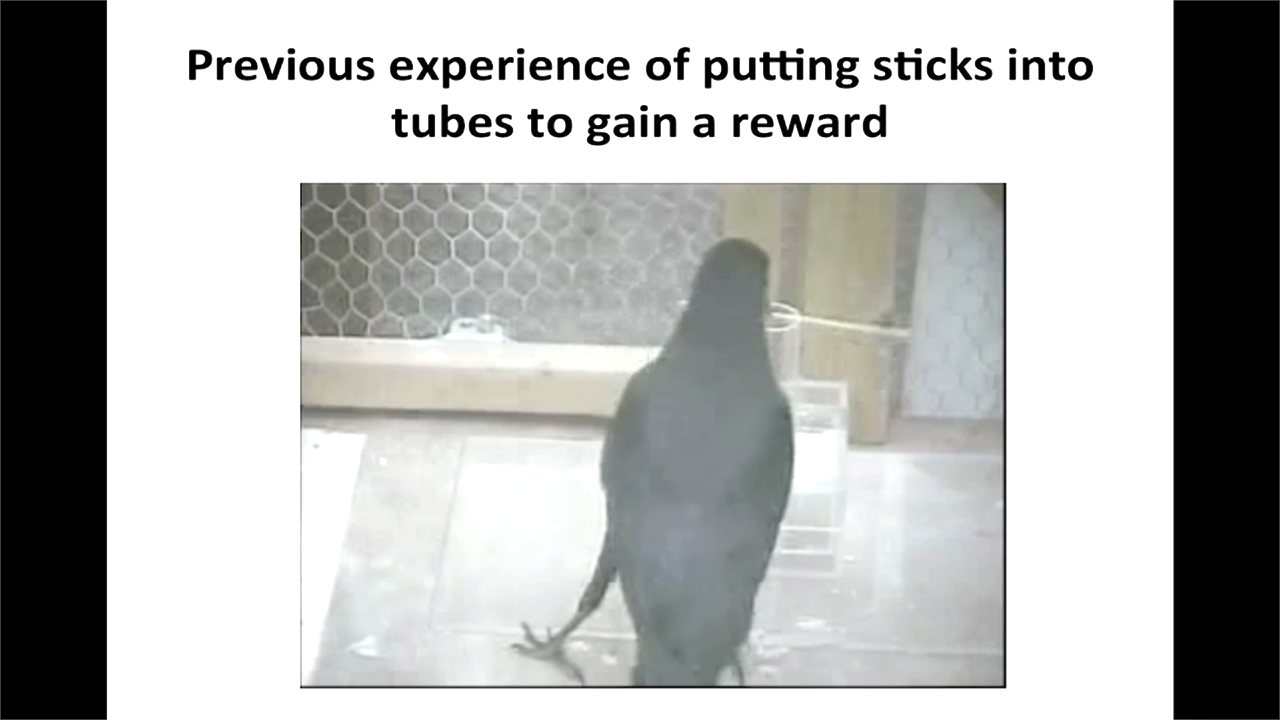 Previous experience of putting sticks into
tubes to gain a reward